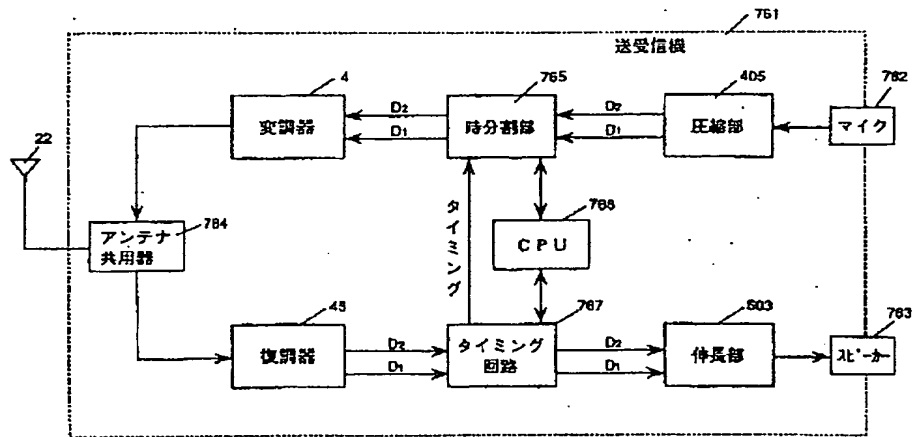 761
送受信機
4
765
405
762
変調器
D2
D1
時分割部
D2
D1
圧縮部
マイク
22
アンテナ
共用器
764
タイミング
CPU
766
45
767
503
763
復調器
D2
D1
タイミング
回路
D2
D1
伸長部
スピーカー